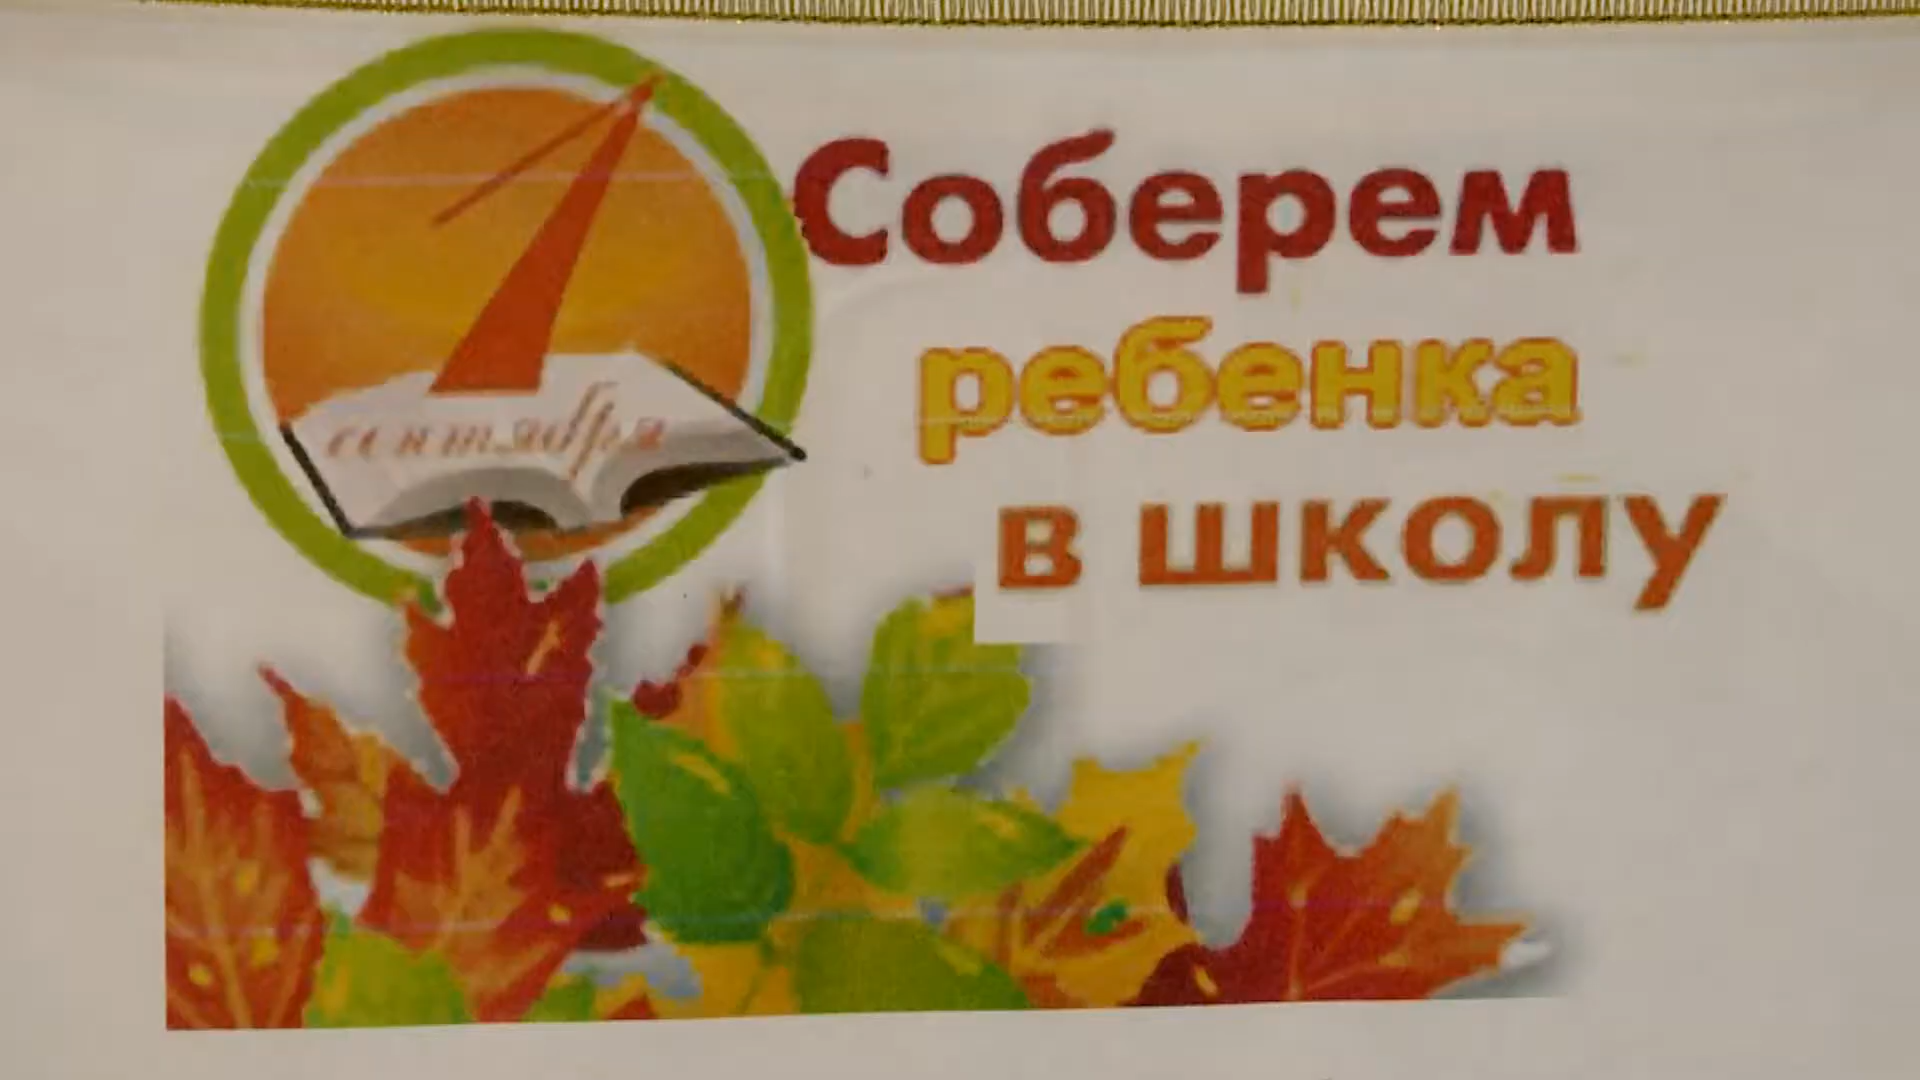 1
сентября
Соберем
ребенка
в школу